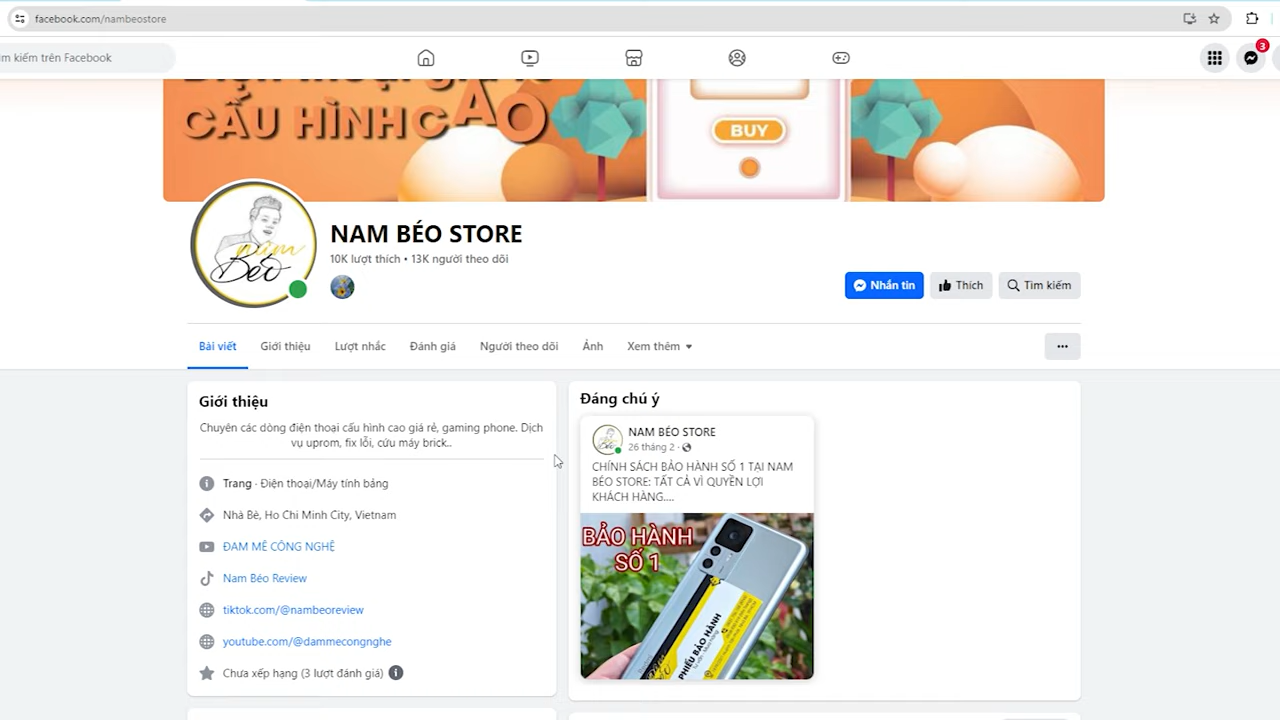 facebook.com/nambeostore
ìm kiếm trên Facebook
3
CẤU HÌNH CAO
BUY
năm
Béo
NAM BÉO STORE
10K lượt thích • 13K người theo dõi
Nhắn tin
Thích
Tìm kiếm
Bài viết
Giới thiệu
Lượt nhắc
Đánh giá
Người theo dõi
Ảnh
Xem thêm
Giới thiệu
Chuyên các dòng điện thoại cấu hình cao giá rẻ, gaming phone. Dịch
vụ uprom, fix lỗi, cứu máy brick..
Trang · Điện thoại/Máy tính bảng
Nhà Bè, Ho Chi Minh City, Vietnam
ĐAM MÊ CÔNG NGHỆ
Nam Béo Review
tiktok.com/@nambeoreview
youtube.com/@dammecongnghe
Chưa xếp hạng (3 lượt đánh giá)
Đáng chú ý
NAM BÉO STORE
26 tháng 2 ·
CHÍNH SÁCH BẢO HÀNH SỐ 1 TẠI NAM
BÉO STORE: TẤT CẢ VÌ QUYỀN LỢI
KHÁCH HÀNG....
BẢO HÀNH
SỐ 1
PHIẾU BẢO HÀNH